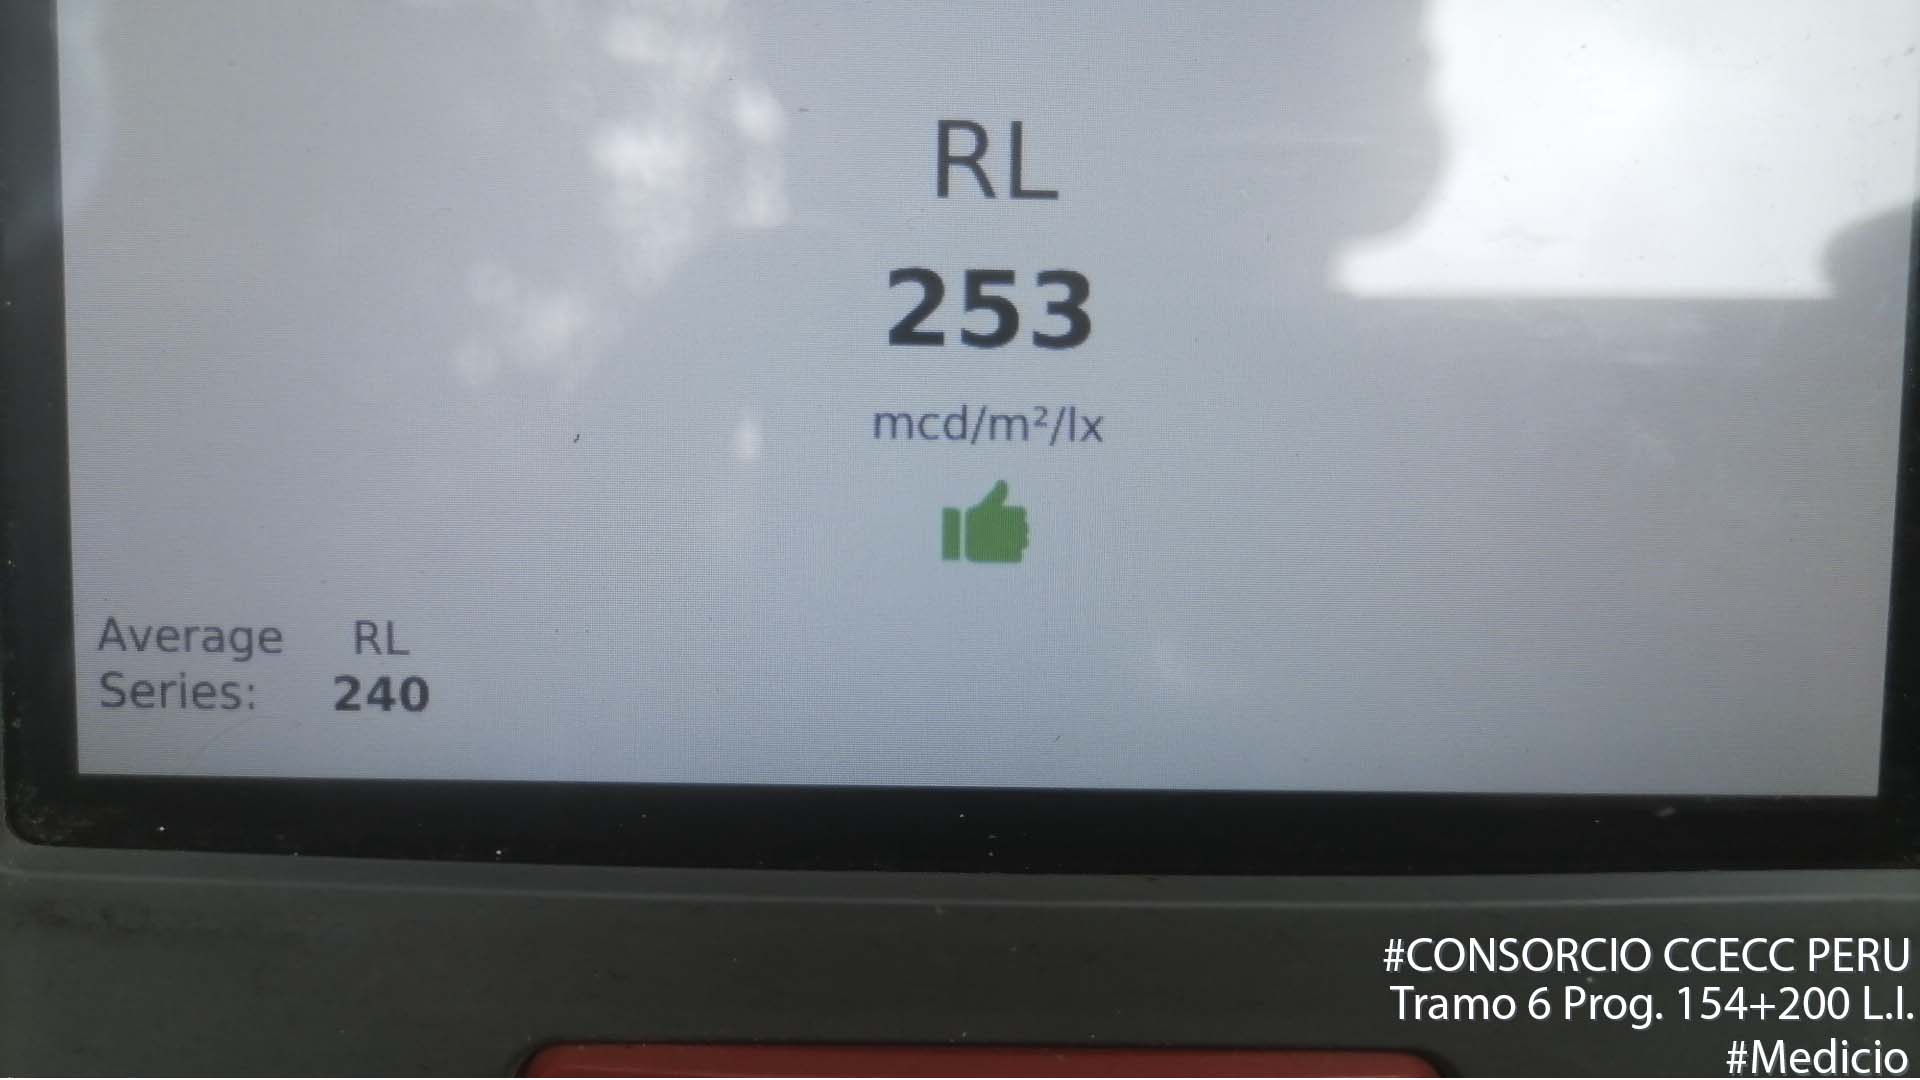 RL
253
mcd/m²/lx
Average RL
Series: 240
#CONSORCIO CCECC PERU
Tramo 6 Prog. 154+200 L.I.
#Medicio